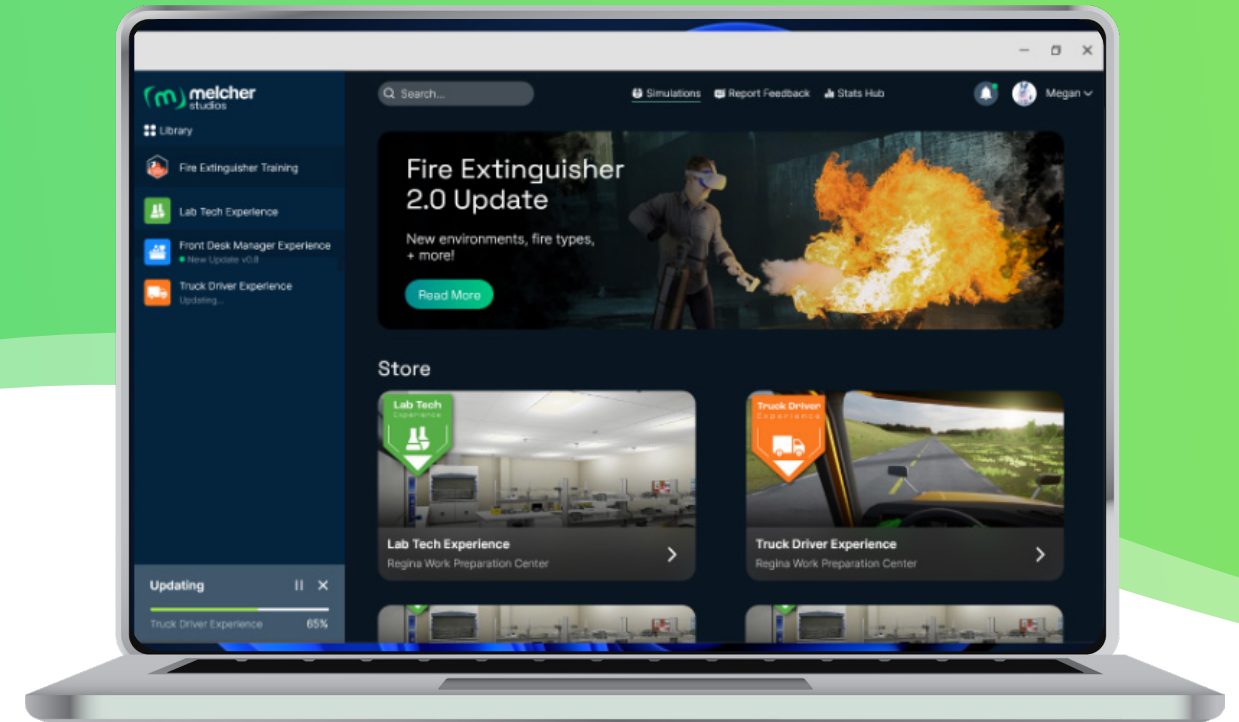 melcher
studios
Library
Fire Extinguisher Training
Lab Tech Experience
Front Desk Manager Experience
New Update v0.8
Truck Driver Experience
Updating...
Updating
Truck Driver Experience 65%
Search...
Simulations Report Feedback Stats Hub Megan
Fire Extinguisher
2.0 Update
New environments, fire types,
+ more!
Read More
Store
Lab Tech
Experience
Lab Tech Experience
Regina Work Preparation Center
Truck Driver
Experience
Truck Driver Experience
Regina Work Preparation Center